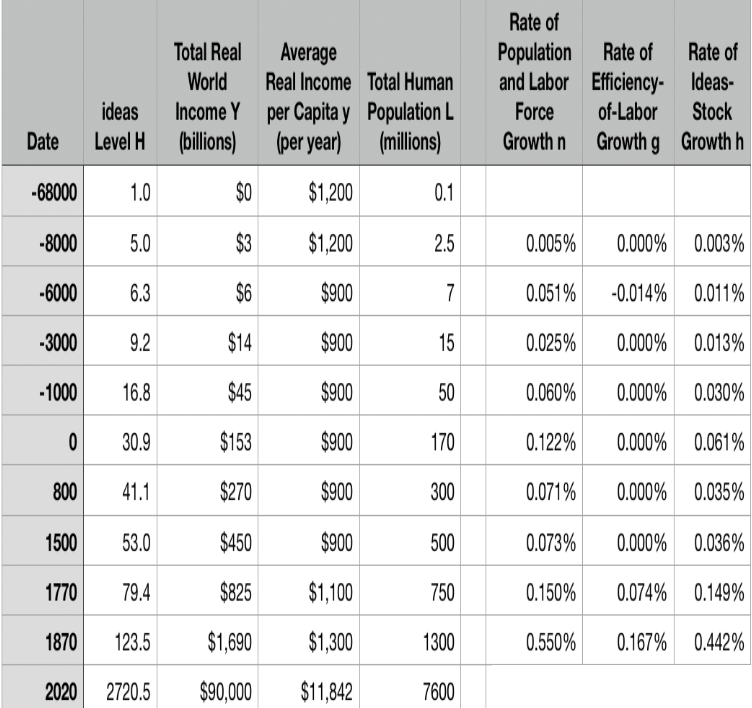 Date ideas Level H Total Real World Income Y (billions) Average Real Income per Capita y (per year) Total Human Population L (millions) Rate of Population and Labor Force Growth n Rate of Efficiency-of-Labor Growth g Rate of Ideas-Stock Growth h
-68000 1.0 $0 $1,200 0.1
-8000 5.0 $3 $1,200 2.5 0.005% 0.000% 0.003%
-6000 6.3 $6 $900 7 0.051% -0.014% 0.011%
-3000 9.2 $14 $900 15 0.025% 0.000% 0.013%
-1000 16.8 $45 $900 50 0.060% 0.000% 0.030%
0 30.9 $153 $900 170 0.122% 0.000% 0.061%
800 41.1 $270 $900 300 0.071% 0.000% 0.035%
1500 53.0 $450 $900 500 0.073% 0.000% 0.036%
1770 79.4 $825 $1,100 750 0.150% 0.074% 0.149%
1870 123.5 $1,690 $1,300 1300 0.550% 0.167% 0.442%
2020 2720.5 $90,000 $11,842 7600